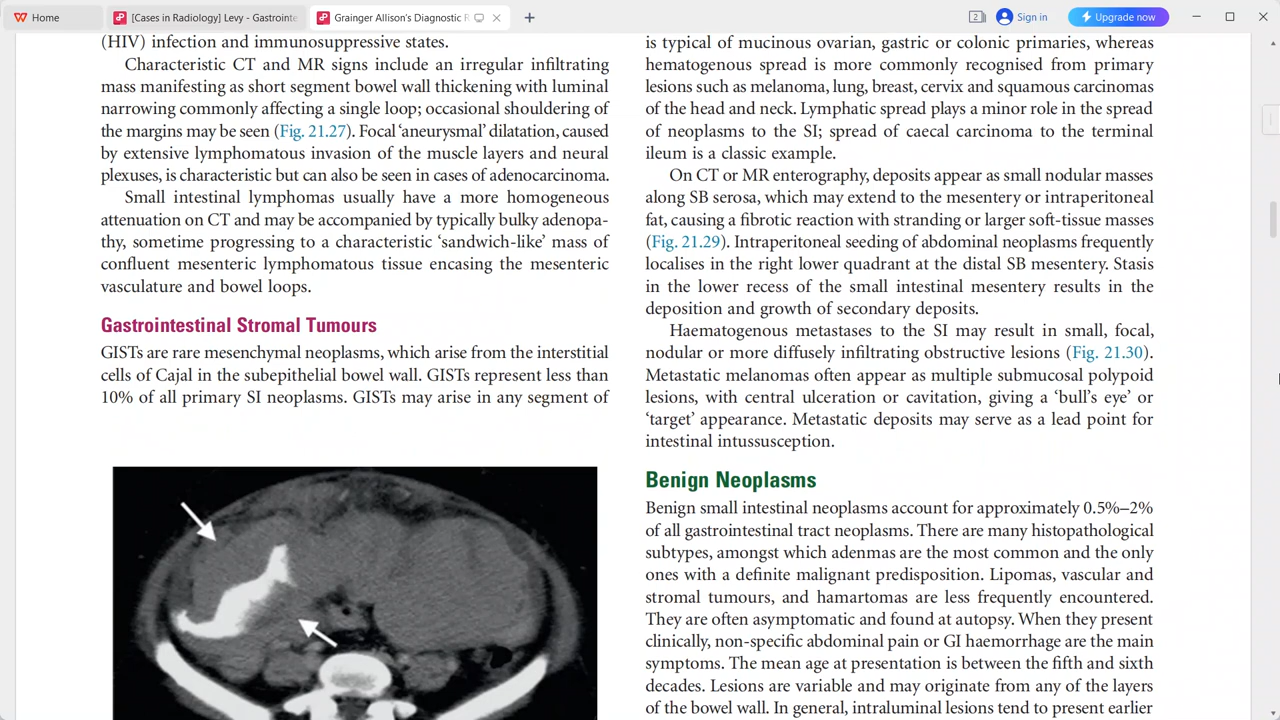 Home
[Cases in Radiology] Levy - Gastrointe
Grainger Allison's Diagnostic R
2
Sign in
Upgrade now
(HIV) infection and immunosuppressive states.
Characteristic CT and MR signs include an irregular infiltrating
mass manifesting as short segment bowel wall thickening with luminal
narrowing commonly affecting a single loop; occasional shouldering of
the margins may be seen (Fig. 21.27). Focal ‘aneurysmal’ dilatation, caused
by extensive lymphomatous invasion of the muscle layers and neural
plexuses, is characteristic but can also be seen in cases of adenocarcinoma.
Small intestinal lymphomas usually have a more homogeneous
attenuation on CT and may be accompanied by typically bulky adenopa-
thy, sometime progressing to a characteristic ‘sandwich-like’ mass of
confluent mesenteric lymphomatous tissue encasing the mesenteric
vasculature and bowel loops.
Gastrointestinal Stromal Tumours
GISTs are rare mesenchymal neoplasms, which arise from the interstitial
cells of Cajal in the subepithelial bowel wall. GISTs represent less than
10% of all primary SI neoplasms. GISTs may arise in any segment of
is typical of mucinous ovarian, gastric or colonic primaries, whereas
hematogenous spread is more commonly recognised from primary
lesions such as melanoma, lung, breast, cervix and squamous carcinomas
of the head and neck. Lymphatic spread plays a minor role in the spread
of neoplasms to the SI; spread of caecal carcinoma to the terminal
ileum is a classic example.
On CT or MR enterography, deposits appear as small nodular masses
along SB serosa, which may extend to the mesentery or intraperitoneal
fat, causing a fibrotic reaction with stranding or larger soft-tissue masses
(Fig. 21.29). Intraperitoneal seeding of abdominal neoplasms frequently
localises in the right lower quadrant at the distal SB mesentery. Stasis
in the lower recess of the small intestinal mesentery results in the
deposition and growth of secondary deposits.
Haematogenous metastases to the SI may result in small, focal,
nodular or more diffusely infiltrating obstructive lesions (Fig. 21.30).
Metastatic melanomas often appear as multiple submucosal polypoid
lesions, with central ulceration or cavitation, giving a ‘bull’s eye’ or
‘target’ appearance. Metastatic deposits may serve as a lead point for
intestinal intussusception.
Benign Neoplasms
Benign small intestinal neoplasms account for approximately 0.5%–2%
of all gastrointestinal tract neoplasms. There are many histopathological
subtypes, amongst which adenmas are the most common and the only
ones with a definite malignant predisposition. Lipomas, vascular and
stromal tumours, and hamartomas are less frequently encountered.
They are often asymptomatic and found at autopsy. When they present
clinically, non-specific abdominal pain or GI haemorrhage are the main
symptoms. The mean age at presentation is between the fifth and sixth
decades. Lesions are variable and may originate from any of the layers
of the bowel wall. In general, intraluminal lesions tend to present earlier